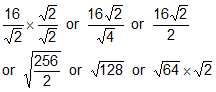 16/√2 × √2/√2 or 16√2/√4 or 16√2/2
or √(256/2) or √128 or √64 × √2